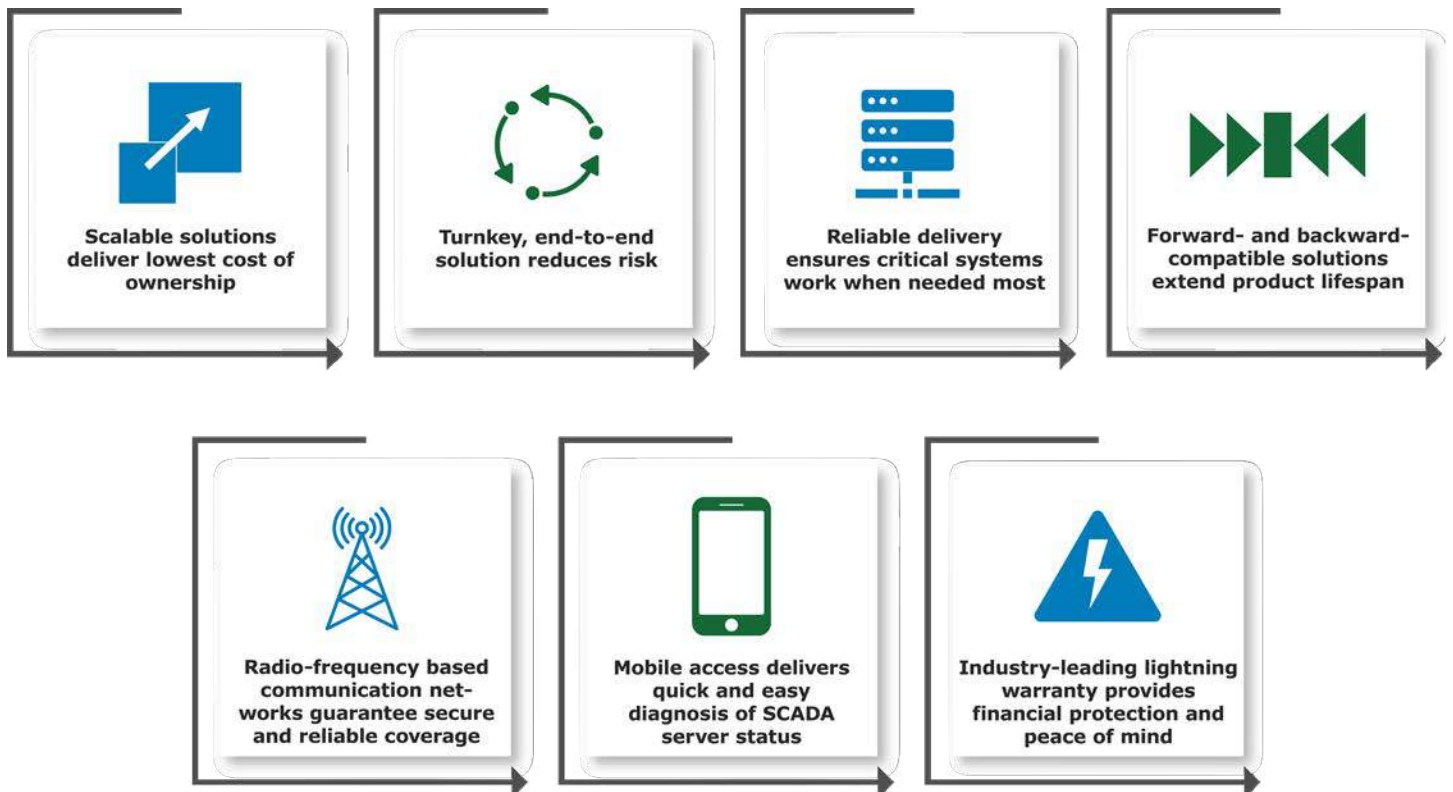 Scalable solutions
deliver lowest cost of
ownership
Turnkey, end-to-end
solution reduces risk
Reliable delivery
ensures critical systems
work when needed most
Forward- and backward-
compatible solutions
extend product lifespan
Radio-frequency based
communication net-
works guarantee secure
and reliable coverage
Mobile access delivers
quick and easy
diagnosis of SCADA
server status
Industry-leading lightning
warranty provides
financial protection and
peace of mind